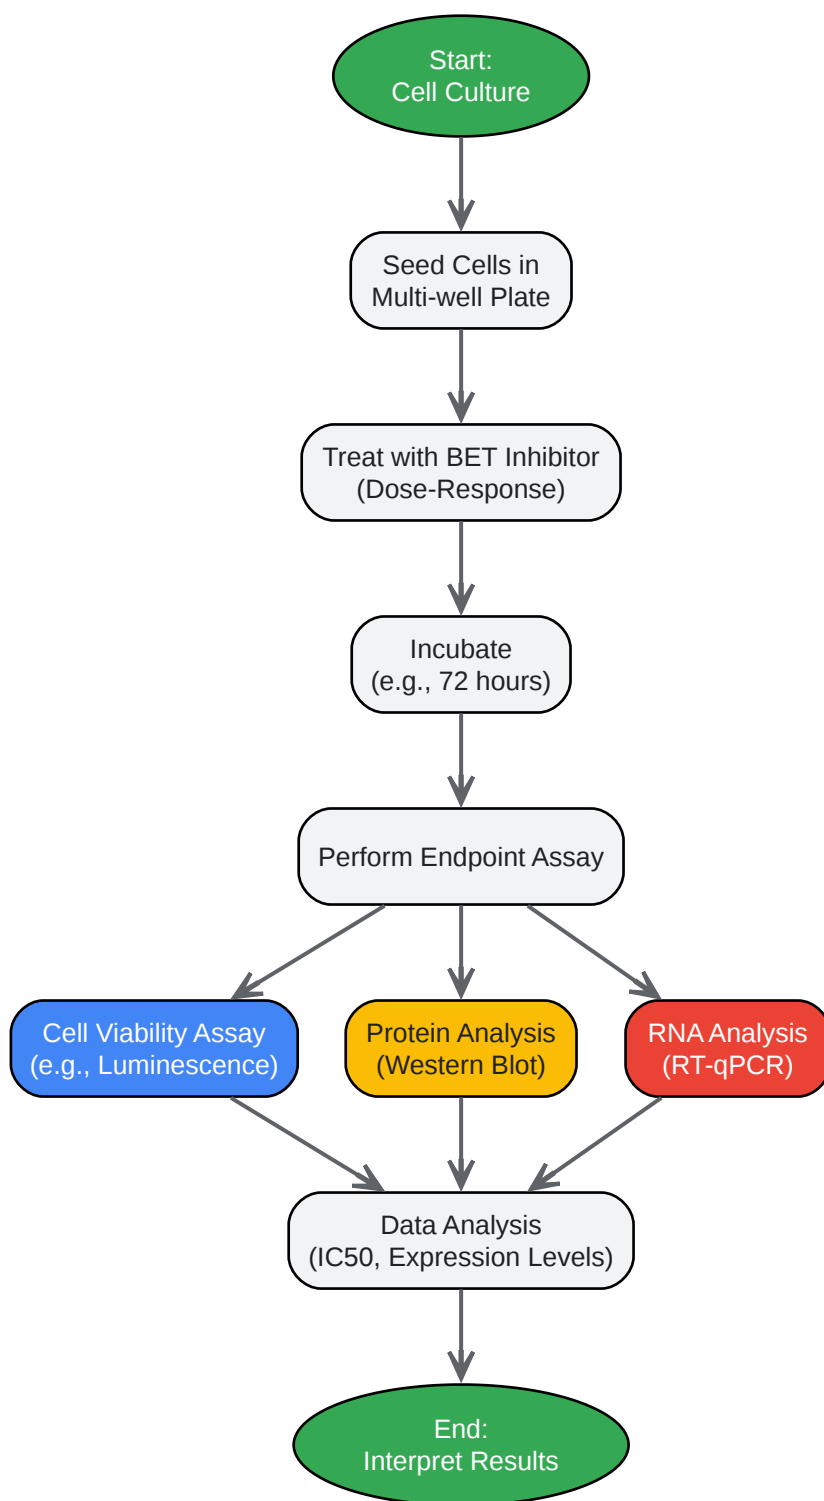 Start:
Cell Culture
Seed Cells in
Multi-well Plate
Treat with BET Inhibitor
(Dose-Response)
Incubate
(e.g., 72 hours)
Perform Endpoint Assay
Cell Viability Assay
(e.g., Luminescence)
Protein Analysis
(Western Blot)
RNA Analysis
(RT-qPCR)
Data Analysis
(IC50, Expression Levels)
End:
Interpret Results